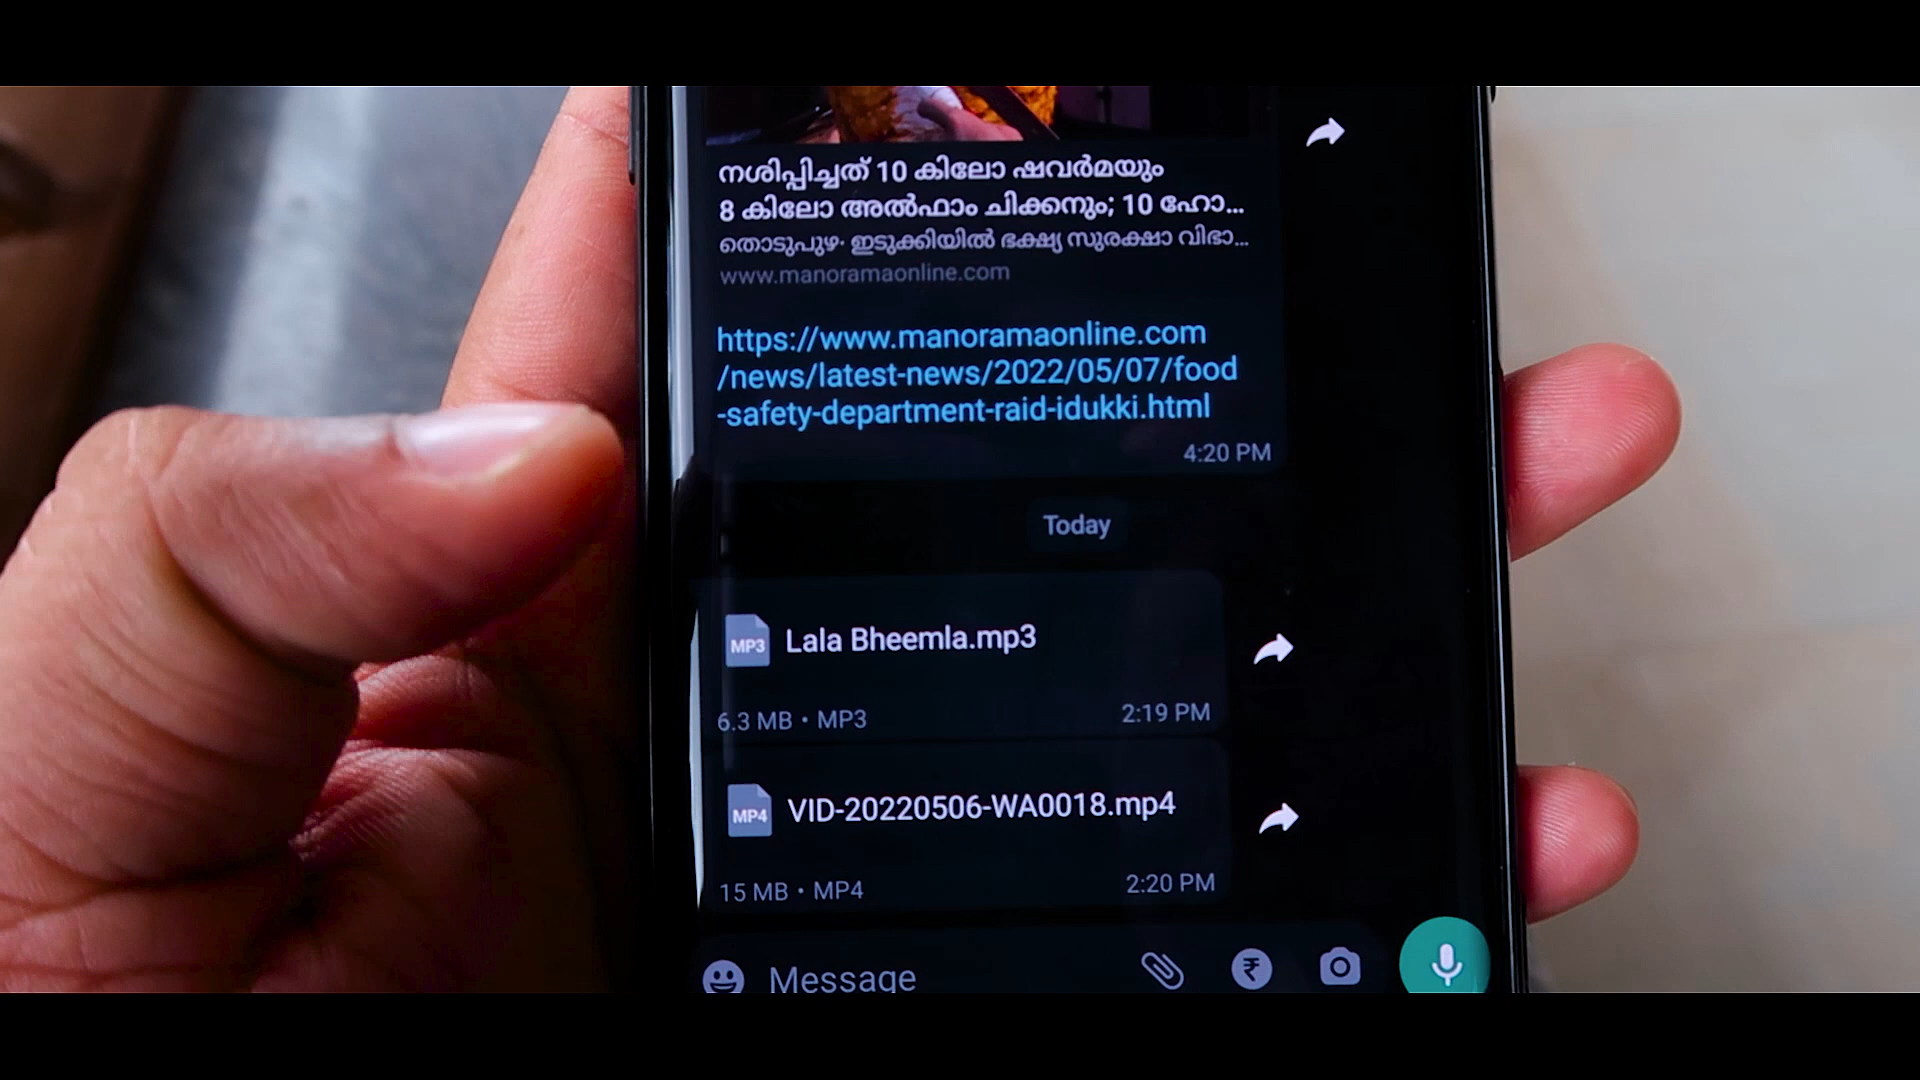 നശിപ്പിച്ചത് 10 കിലോ ഷവർമയും
8 കിലോ അൽഫാം ചിക്കനും; 10 ഹോ...
തൊടുപുഴ∙ ഇടുക്കിയിൽ ഭക്ഷ്യ സുരക്ഷാ വിഭാ...
www.manoramaonline.com
https://www.manoramaonline.com
/news/latest-news/2022/05/07/food
-safety-department-raid-idukki.html
4:20 PM
Today
MP3 Lala Bheemla.mp3
6.3 MB • MP3 2:19 PM
MP4 VID-20220506-WA0018.mp4
15 MB • MP4 2:20 PM
Message ₹